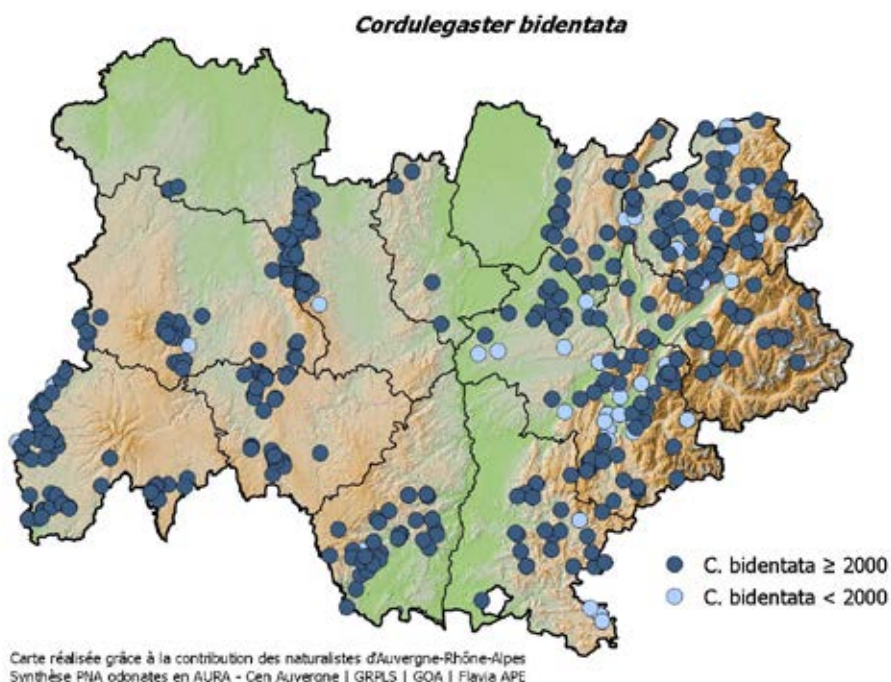 Cordulegaster bidentata
C. bidentata ≥ 2000
C. bidentata < 2000
Carte réalisée grâce à la contribution des naturalistes d'Auvergne-Rhône-Alpes
Synthèse PNA odonates en AURA - Cen Auvergne | GRPLS | GOA | Flavia APE